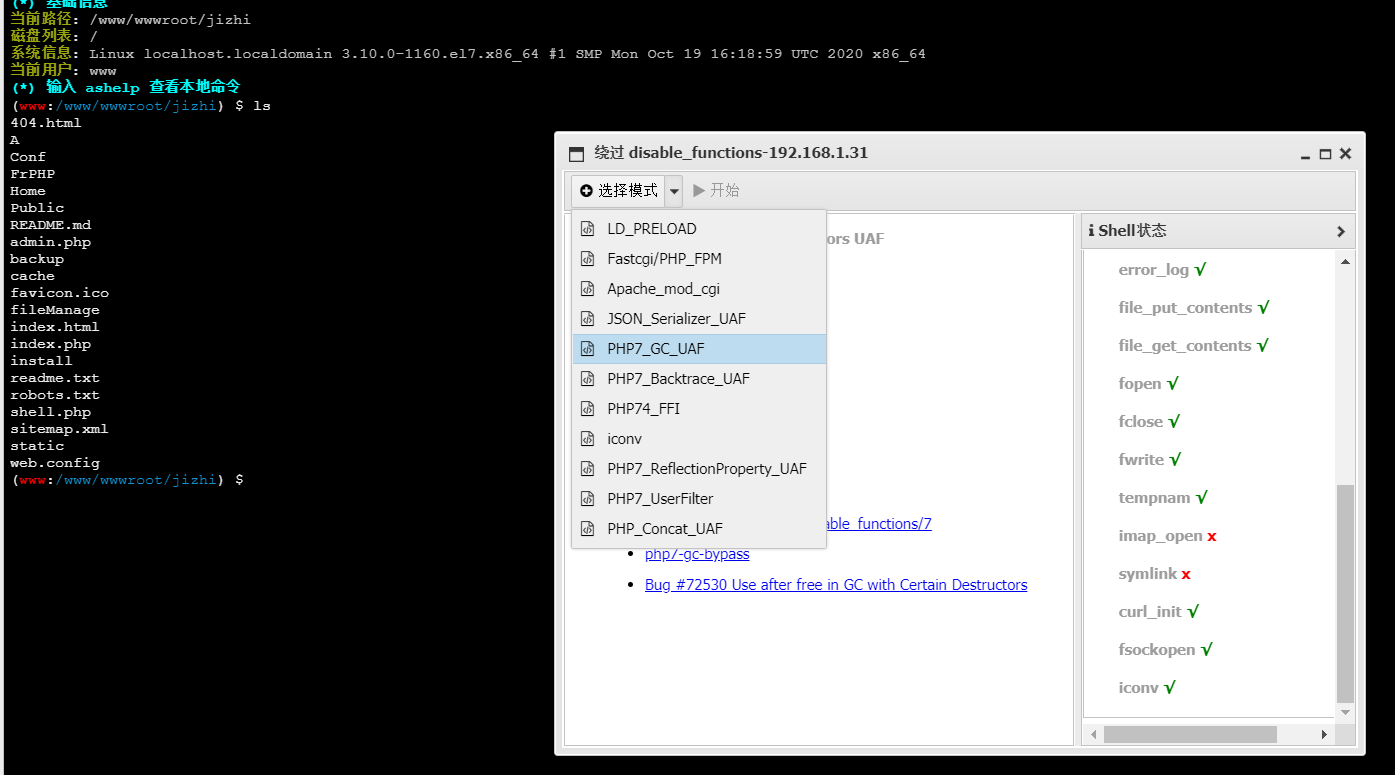 (*) 基础信息
当前路径: /www/wwwroot/jizhi
磁盘列表: /
系统信息: Linux localhost.localdomain 3.10.0-1160.el7.x86_64 #1 SMP Mon Oct 19 16:18:59 UTC 2020 x86_64
当前用户: www
(*) 输入 ashelp 查看本地命令
(www:/www/wwwroot/jizhi) $ ls
404.html
A
Conf
FrPHP
Home
Public
README.md
admin.php
backup
cache
favicon.ico
fileManage
index.html
index.php
install
readme.txt
robots.txt
shell.php
sitemap.xml
static
web.config
(www:/www/wwwroot/jizhi) $
绕过 disable_functions-192.168.1.31
选择模式 开始
LD_PRELOAD
Fastcgi/PHP_FPM
Apache_mod_cgi
JSON_Serializer_UAF
PHP7_GC_UAF
PHP7_Backtrace_UAF
PHP74_FFI
iconv
PHP7_ReflectionProperty_UAF
PHP7_UserFilter
PHP_Concat_UAF
ors UAF
able_functions/7
php7-gc-bypass
Bug #72530 Use after free in GC with Certain Destructors
Shell状态
error_log √
file_put_contents √
file_get_contents √
fopen √
fclose √
fwrite √
tempnam √
imap_open x
symlink x
curl_init √
fsockopen √
iconv √